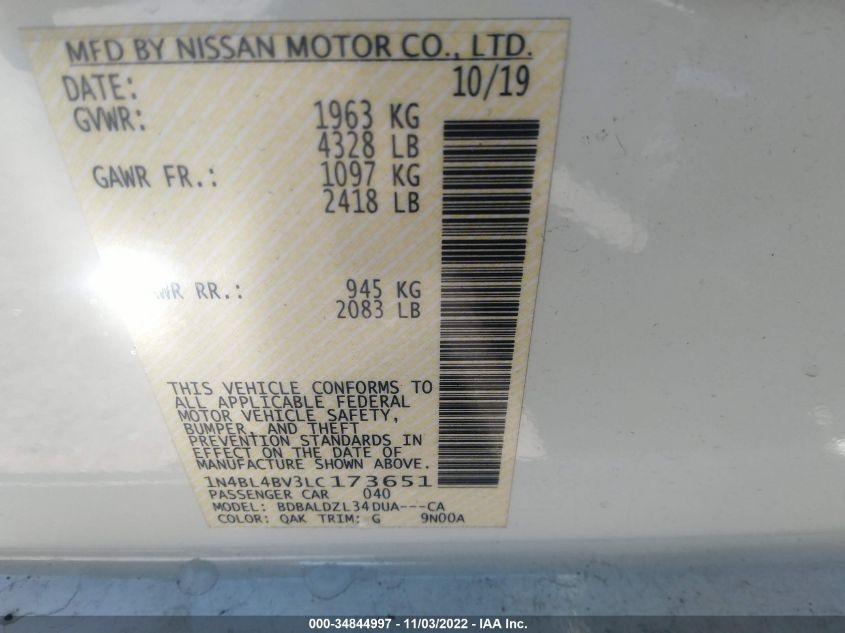 MFD BY NISSAN MOTOR CO., LTD.
DATE: 10/19
GVWR: 1963 KG
4328 LB
GAWR FR.: 1097 KG
2418 LB
RR.: 945 KG
2083 LB
THIS VEHICLE CONFORMS TO
ALL APPLICABLE FEDERAL
MOTOR VEHICLE SAFETY,
BUMPER, AND THEFT
PREVENTION STANDARDS IN
EFFECT ON THE DATE OF
MANUFACTURE SHOWN ABOVE.
1N4BL4BV3LC173651
PASSENGER CAR 040
MODEL: BDBALDZL34DUA---CA
COLOR: QAK TRIM: G 9N00A
000-34844997 - 11/03/2022 - IAA Inc.